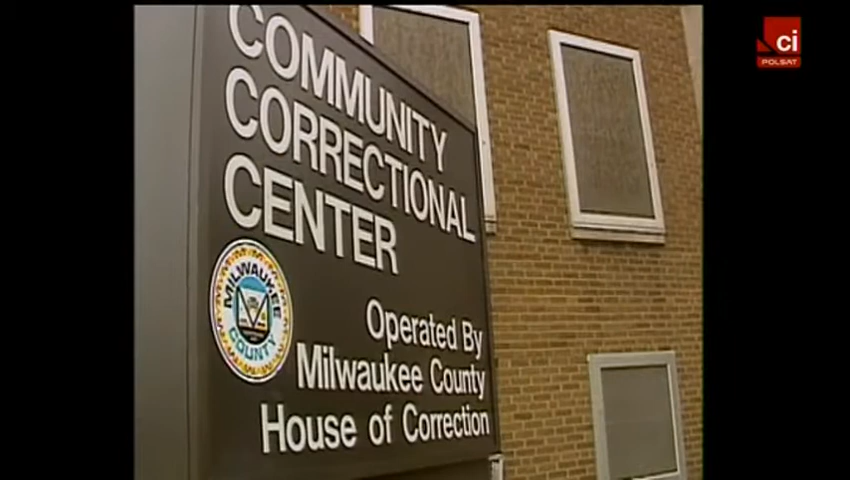 ci
POLSAT
COMMUNITY
CORRECTIONAL
CENTER
MILWAUKEE
COUNTY
Operated By
Milwaukee County
House of Correction